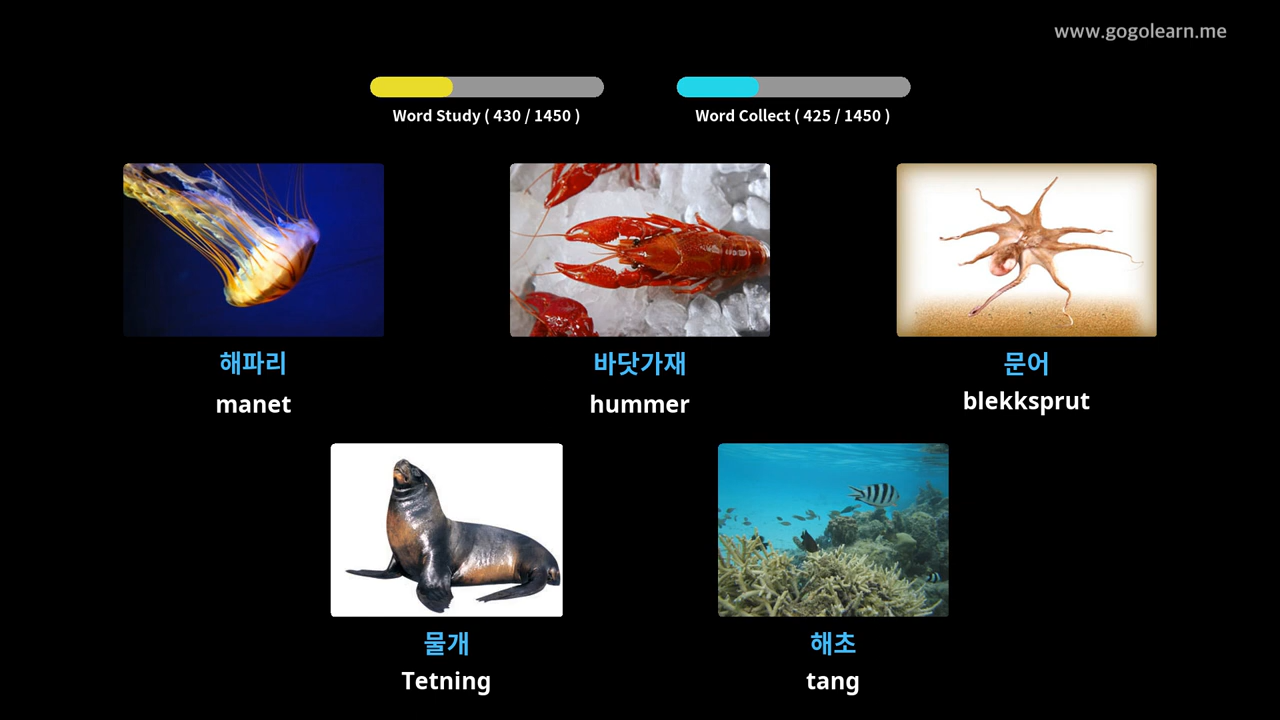 www.gogolearn.me
Word Study ( 430 / 1450 )
Word Collect ( 425 / 1450 )
해파리
manet
바닷가재
hummer
문어
blekksprut
물개
Tetning
해초
tang